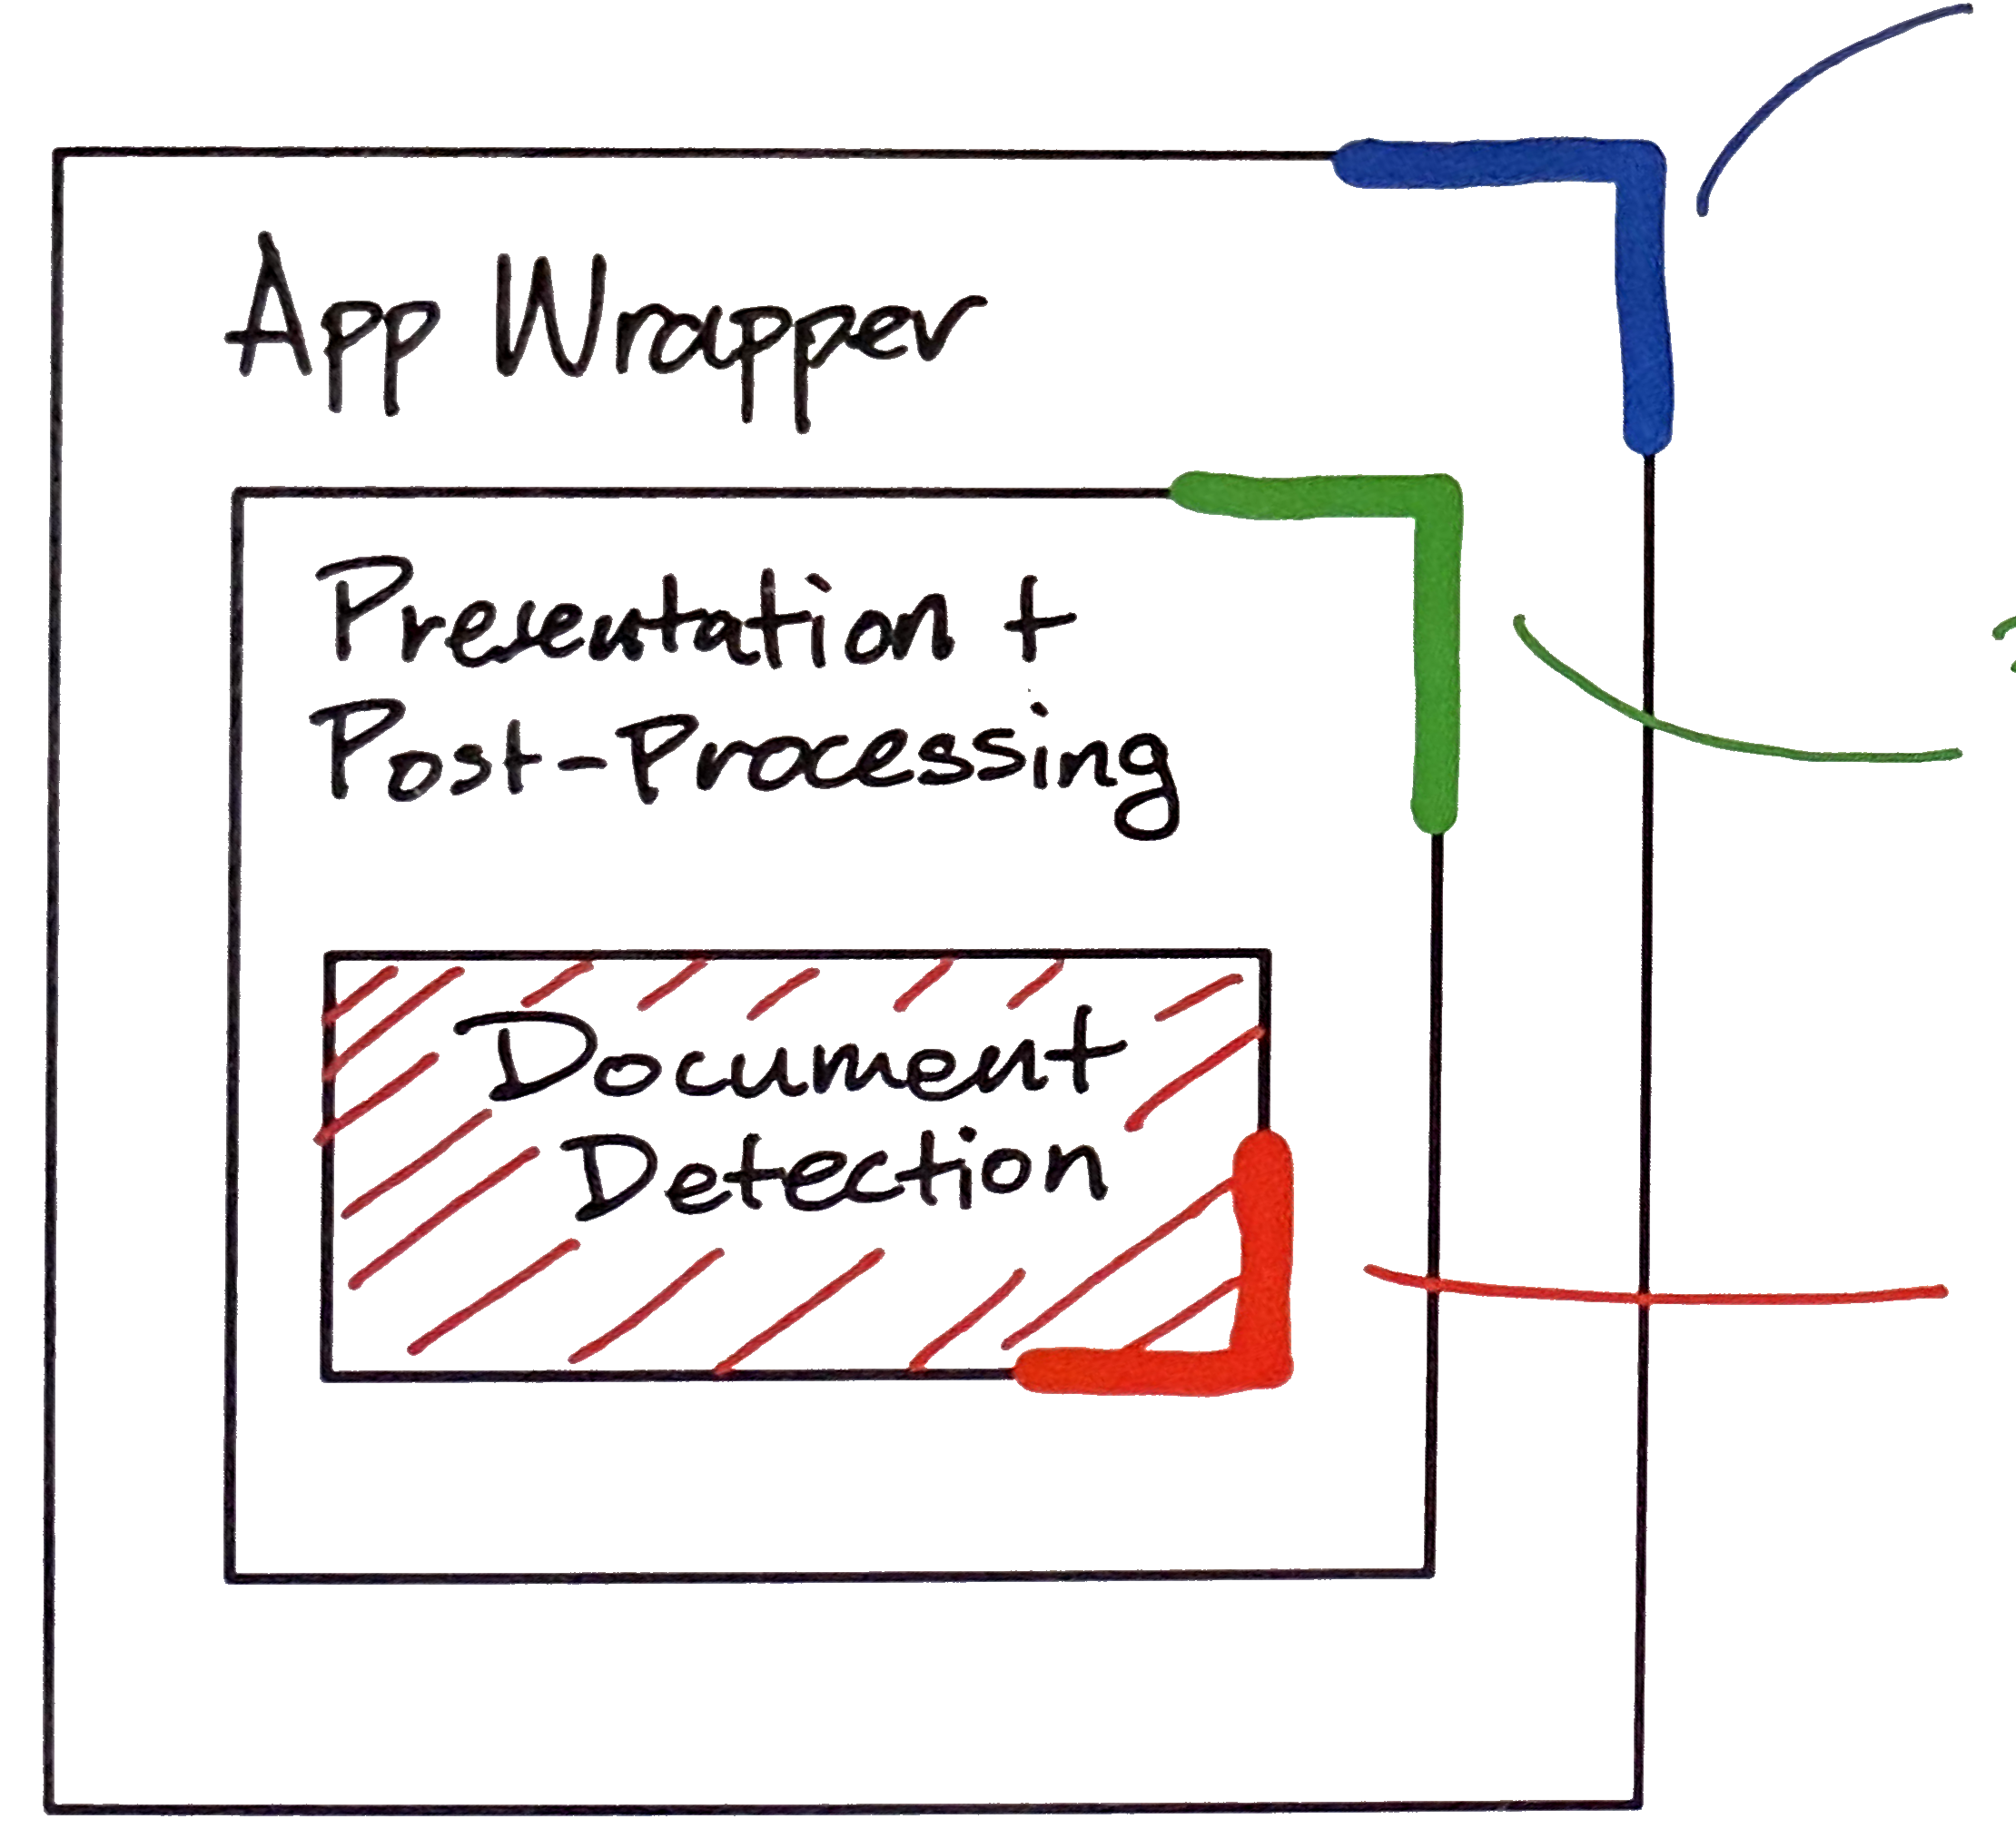 App Wrapper
Presentation +
Post-Processing
Document
Detection